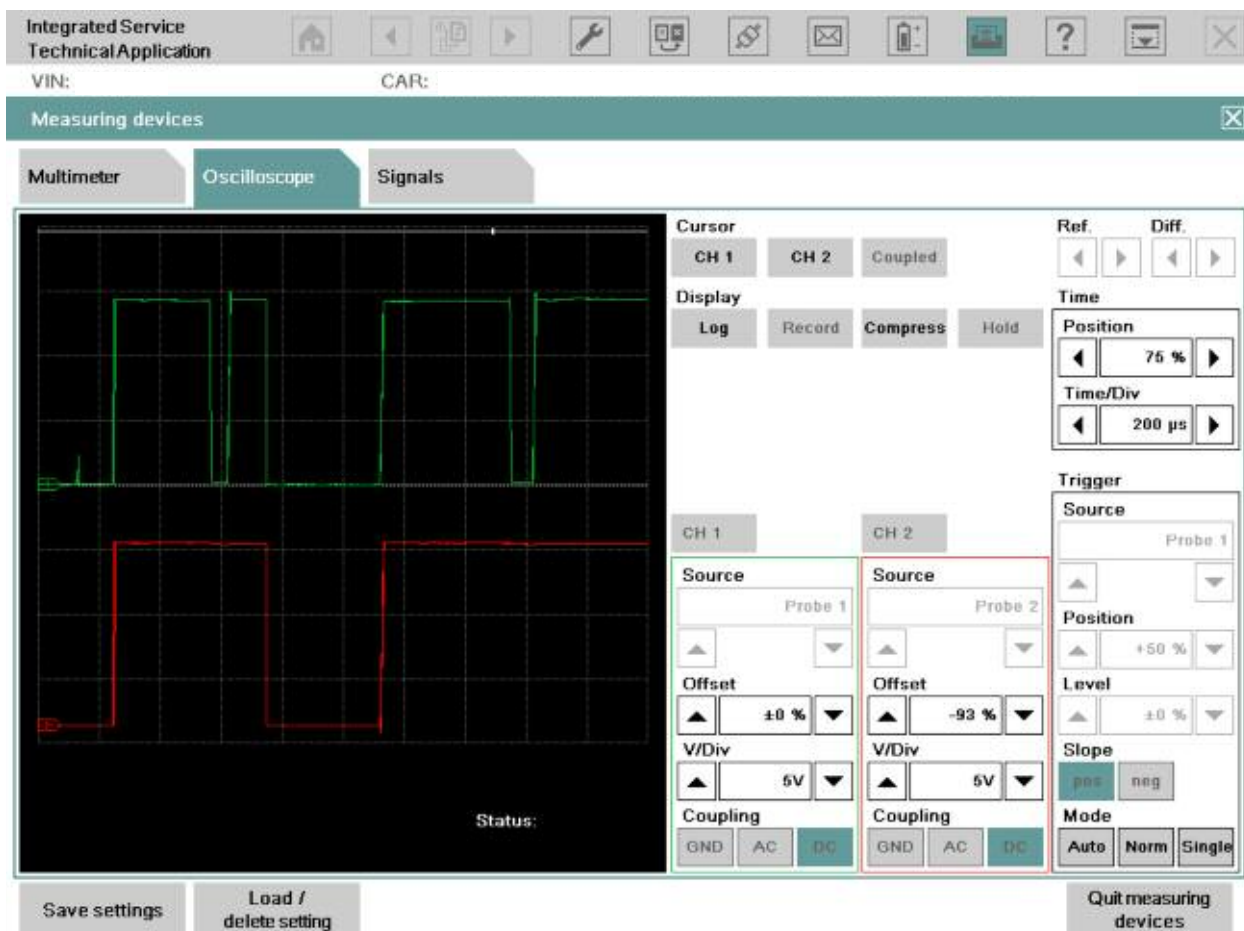 Integrated Service
Technical Application
?
VIN:
CAR:
Measuring devices
Multimeter
Oscilloscope
Signals
Status:
Cursor
CH 1
CH 2
Coupled
Display
Log
Record
Compress
Hold
CH 1
CH 2
Source
Probe 1
Offset
±0 %
V/Div
5V
Coupling
GND
AC
DC
Source
Probe 2
Offset
-93 %
V/Div
5V
Coupling
GND
AC
DC
Ref.
Diff.
Time
Position
75 %
Time/Div
200 µs
Trigger
Source
Probe 1
Position
+50 %
Level
±0 %
Slope
pos
neg
Mode
Auto
Norm
Single
Save settings
Load /
delete setting
Quit measuring
devices